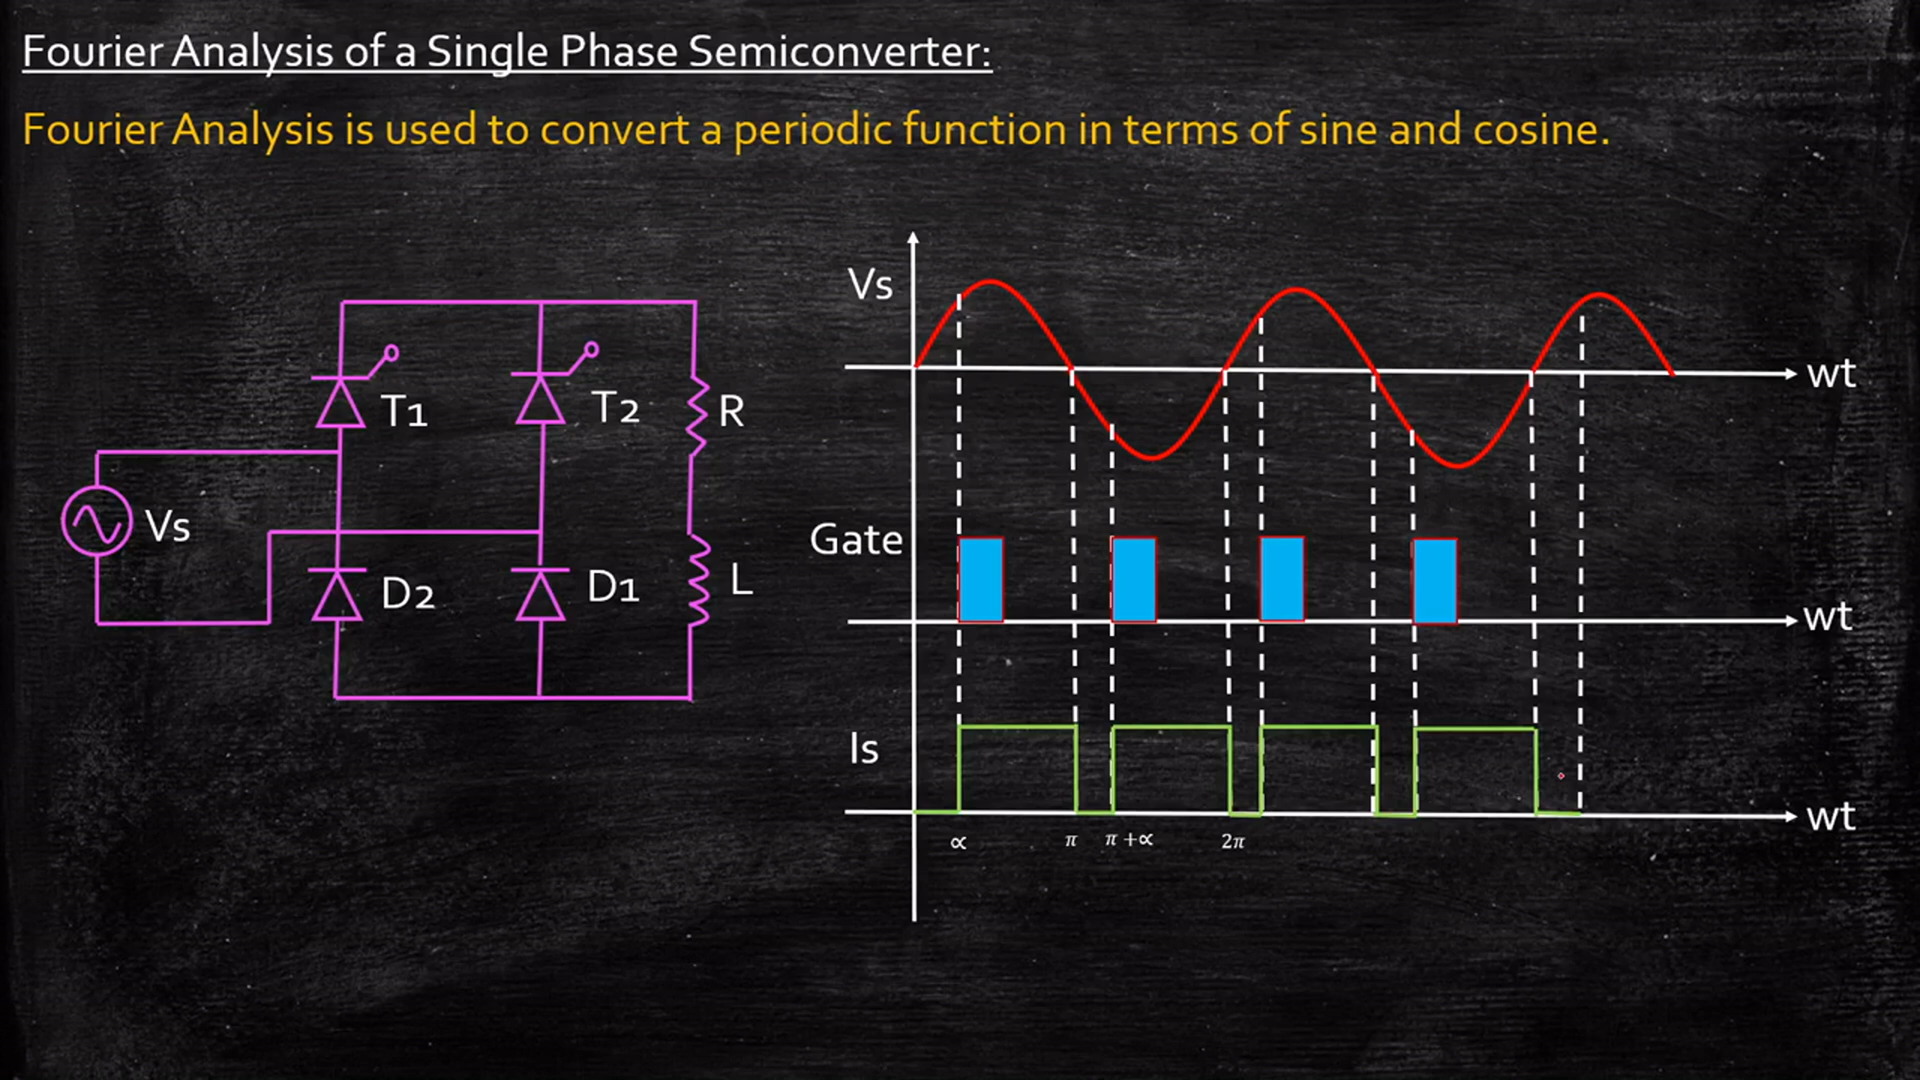 Fourier Analysis of a Single Phase Semiconverter:
Fourier Analysis is used to convert a periodic function in terms of sine and cosine.
Vs
wt
T1
T2
R
Vs
Gate
D2
D1
L
wt
Is
wt
∝
π
π +∝
2π